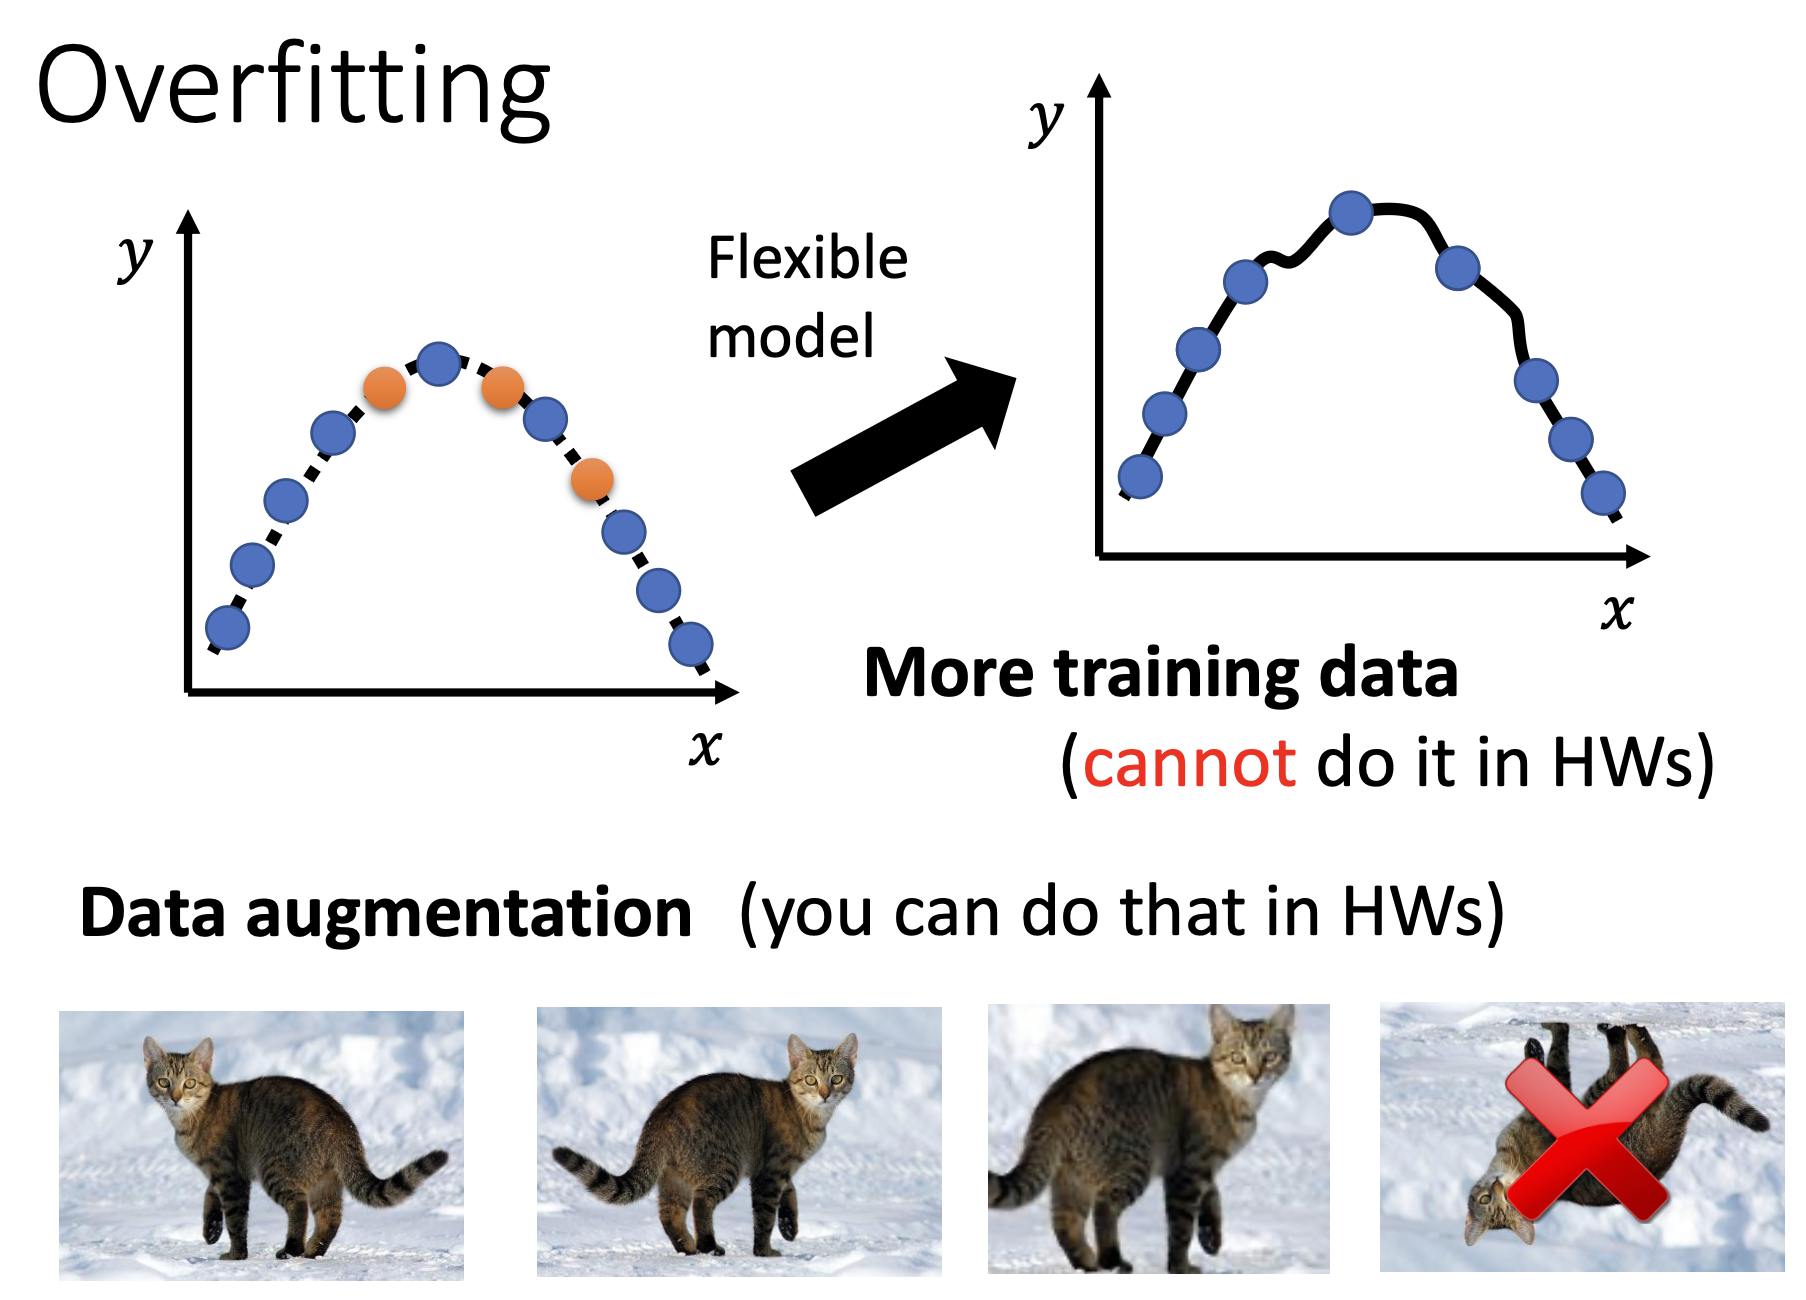 Overfitting
y
x
Flexible
model
y
x
More training data
(cannot do it in HWs)
Data augmentation (you can do that in HWs)